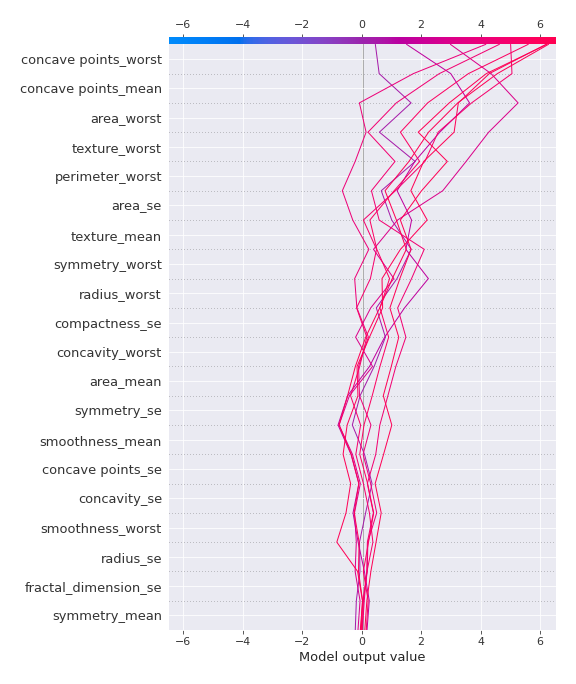 −6 −4 −2 0 2 4 6
concave points_worst
concave points_mean
area_worst
texture_worst
perimeter_worst
area_se
texture_mean
symmetry_worst
radius_worst
compactness_se
concavity_worst
area_mean
symmetry_se
smoothness_mean
concave points_se
concavity_se
smoothness_worst
radius_se
fractal_dimension_se
symmetry_mean
−6 −4 −2 0 2 4 6
Model output value